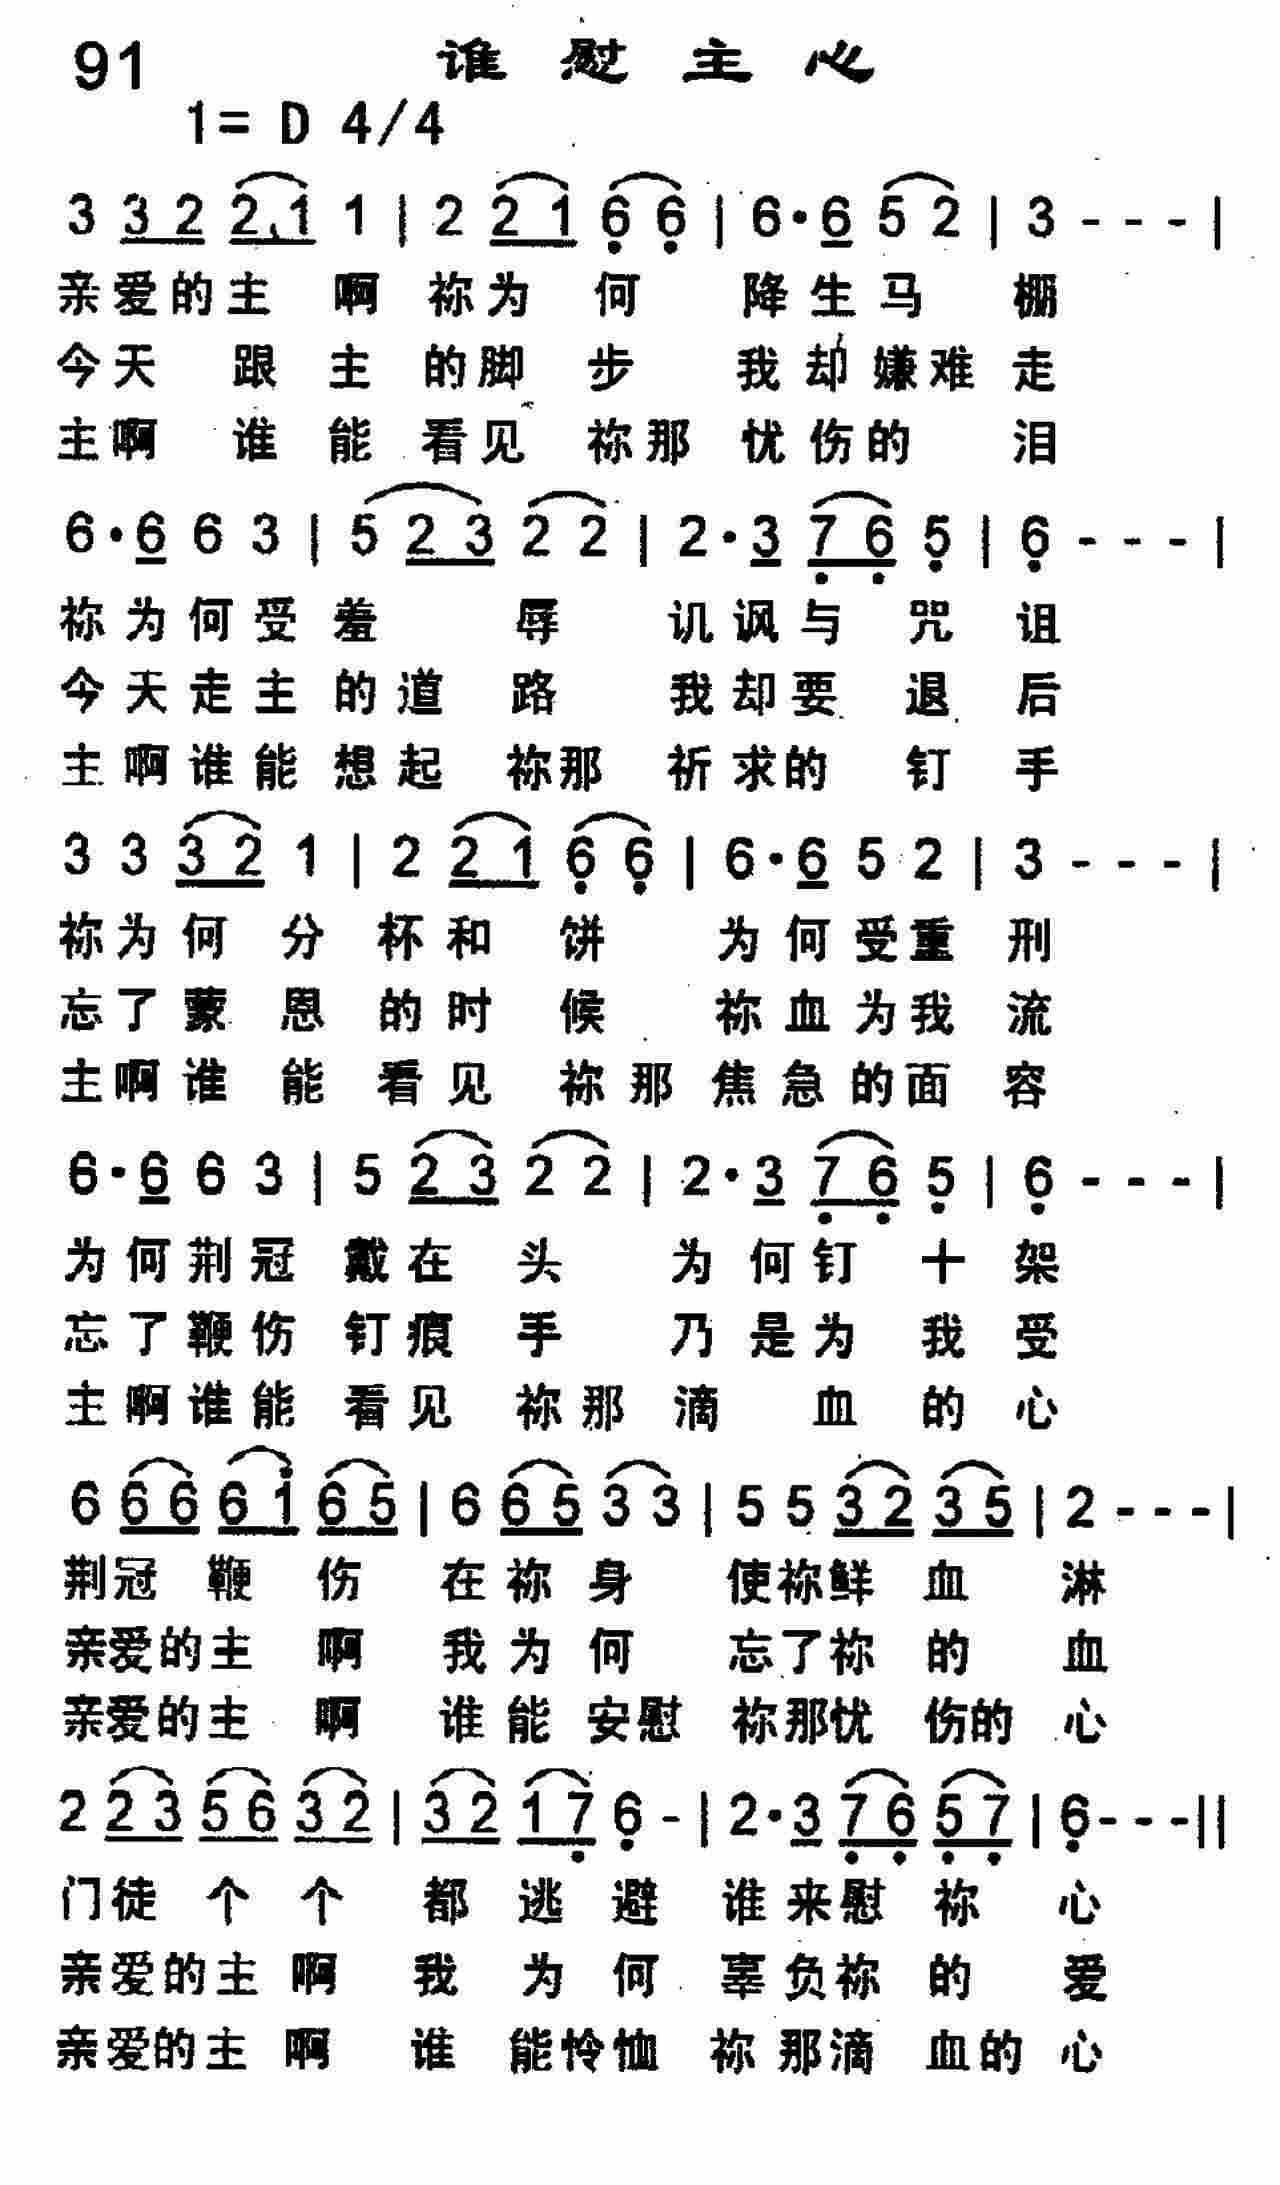 91 谁慰主心
1= D 4/4
3 3 2 2 1 1 | 2 2 1 6 6 | 6· 6 5 2 | 3 - - - |
亲爱的主 啊 祢为 何 降生马 棚
今天 跟 主 的脚 步 我却嫌难走
主啊 谁 能 看见 祢那 忧伤的 泪
6· 6 6 3 | 5 2 3 2 2 | 2· 3 7 6 5 | 6 - - - |
祢为何受羞 辱 讥讽与 咒 诅
今天走主的道 路 我却要 退 后
主啊谁能想起 祢那 祈求的 钉 手
3 3 3 2 1 | 2 2 1 6 6 | 6· 6 5 2 | 3 - - - |
祢为何 分 杯和 饼 为何受重刑
忘了蒙 恩 的时 候 祢血为我流
主啊谁 能 看见 祢那焦急的面容
6· 6 6 3 | 5 2 3 2 2 | 2· 3 7 6 5 | 6 - - - |
为何荆冠 戴在 头 为何钉 十 架
忘了鞭伤 钉痕 手 乃是为 我 受
主啊谁能 看见 祢那 滴 血 的 心
6 6 6 6 1 6 5 | 6 6 5 3 3 | 5 5 3 2 3 5 | 2 - - - |
荆冠 鞭 伤 在祢身 使祢鲜 血 淋
亲爱的主 啊 我为何 忘了祢 的 血
亲爱的主 啊 谁能安慰 祢那忧 伤的 心
2 2 3 5 6 3 2 | 3 2 1 7 6 - | 2· 3 7 6 5 7 | 6 - - - ||
门徒 个 个 都 逃 避 谁来慰 祢 心
亲爱的主 啊 我 为 何 辜负祢 的 爱
亲爱的主 啊 谁 能怜恤 祢那滴 血的 心